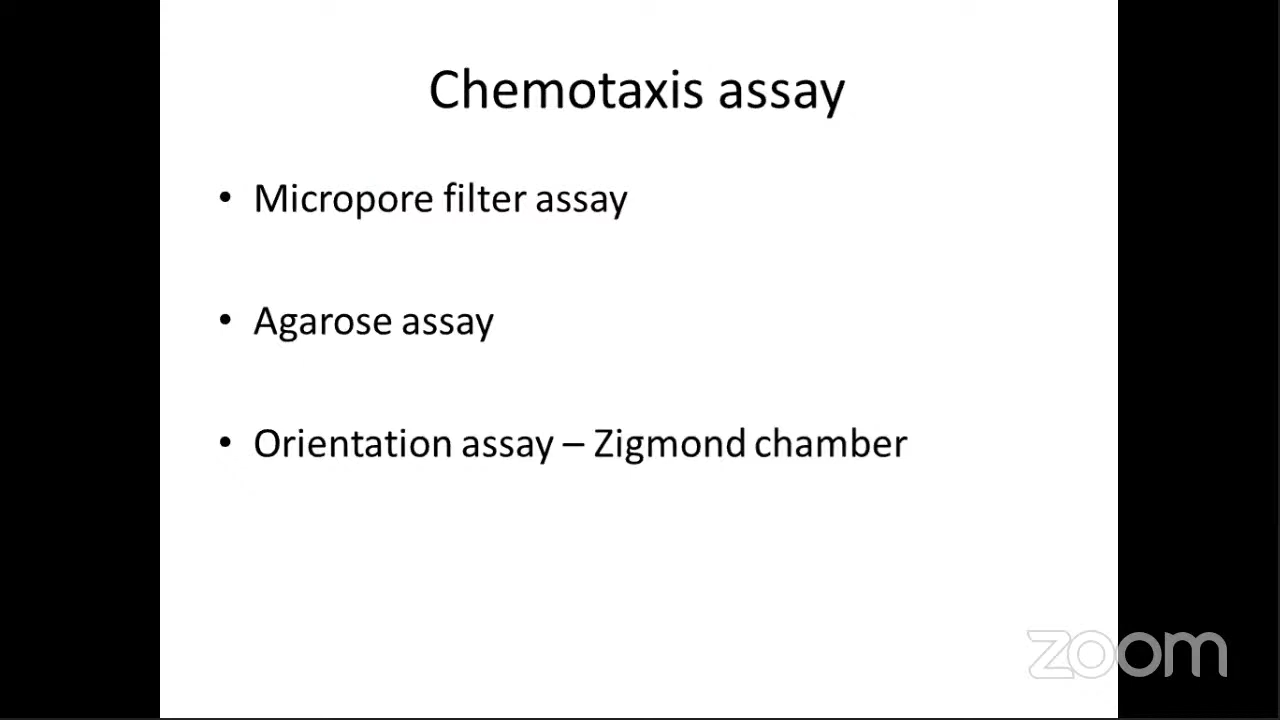 Chemotaxis assay
• Micropore filter assay
• Agarose assay
• Orientation assay – Zigmond chamber
zoom